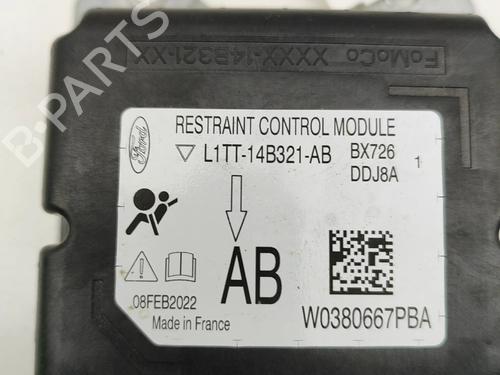 FoMoCo XXXX-14B321-XX
B-PARTS
Ford
RESTRAINT CONTROL MODULE
L1TT-14B321-AB BX726 1
DDJ8A
AB
08FEB2022
Made in France
W0380667PBA